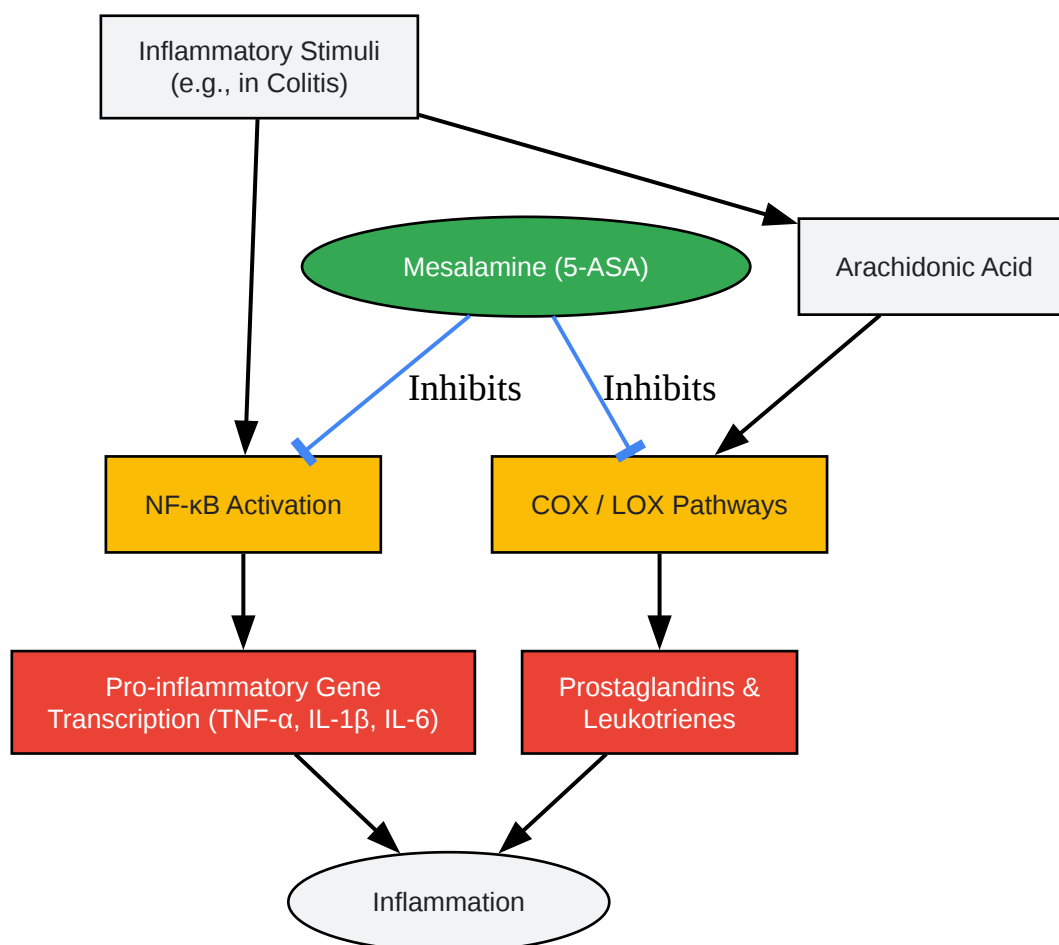 Inflammatory Stimuli
(e.g., in Colitis)
Mesalamine (5-ASA)
Arachidonic Acid
Inhibits
Inhibits
NF-κB Activation
COX / LOX Pathways
Pro-inflammatory Gene
Transcription (TNF-α, IL-1β, IL-6)
Prostaglandins &
Leukotrienes
Inflammation